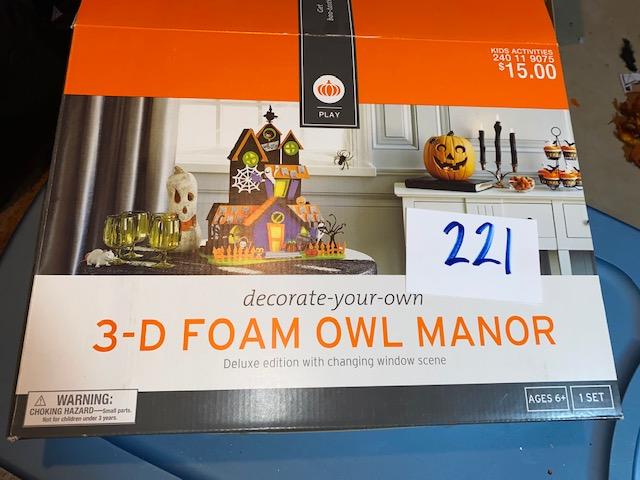 Get
KIDS ACTIVITIES
240 11 9075
$15.00
PLAY
221
decorate-your-own
3-D FOAM OWL MANOR
Deluxe edition with changing window scene
WARNING:
CHOKING HAZARD—Small parts.
Not for children under 3 years.
AGES 6+
1 SET